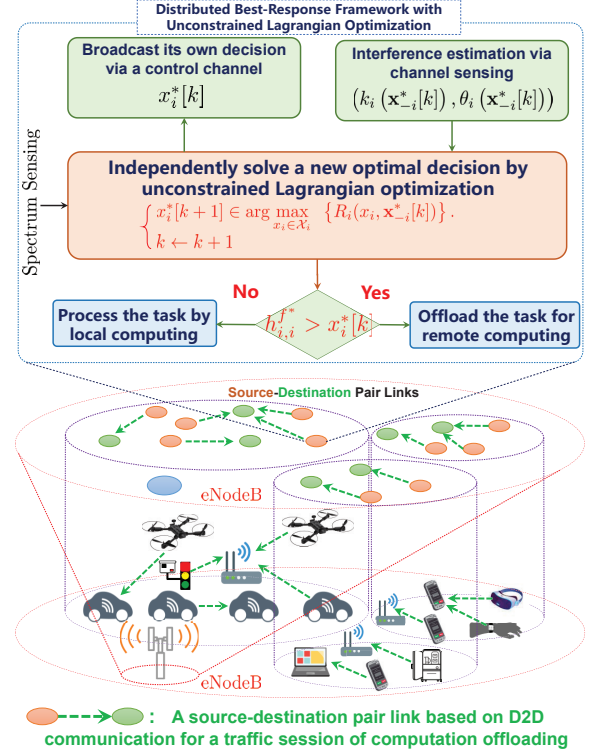 Distributed Best-Response Framework with
Unconstrained Lagrangian Optimization
Broadcast its own decision
via a control channel
x_i^*[k]
Interference estimation via
channel sensing
(k_i (𝐱_{-i}^*[k]), θ_i (𝐱_{-i}^*[k]))
Spectrum Sensing
Independently solve a new optimal decision by
unconstrained Lagrangian optimization
{ x_i^*[k+1] ∈ arg max_{x_i∈𝒳_i} {R_i(x_i, 𝐱_{-i}^*[k])}.
k ← k+1
No
Yes
Process the task by
local computing
h_{i,i}^{f*} > x_i^*[k]
Offload the task for
remote computing
Source-Destination Pair Links
eNodeB
eNodeB
: A source-destination pair link based on D2D
communication for a traffic session of computation offloading